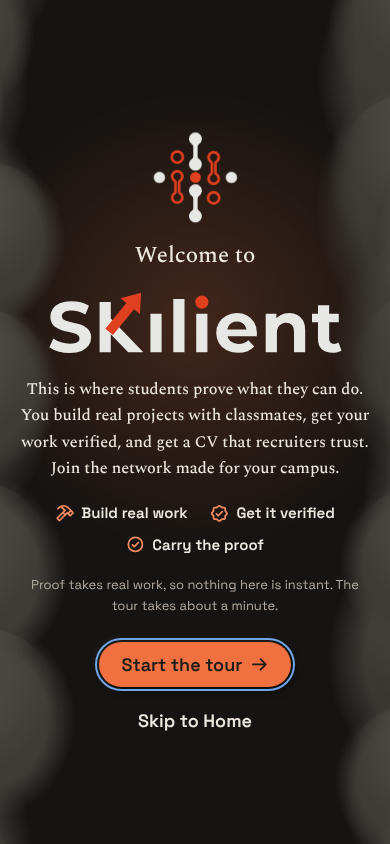 Welcome to
Skilient
This is where students prove what they can do.
You build real projects with classmates, get your
work verified, and get a CV that recruiters trust.
Join the network made for your campus.
Build real work
Get it verified
Carry the proof
Proof takes real work, so nothing here is instant. The
tour takes about a minute.
Start the tour →
Skip to Home